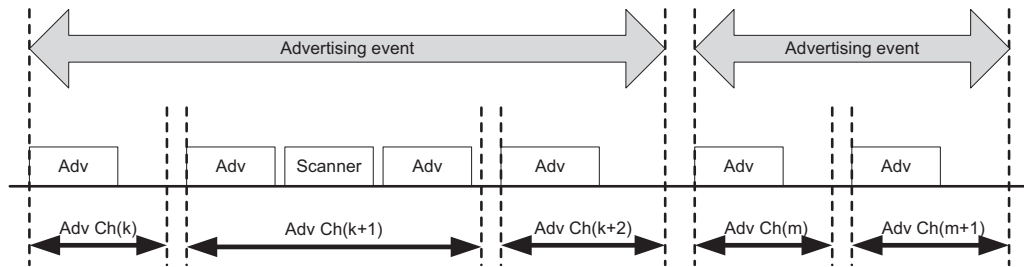 Advertising event Advertising event
Adv Adv Scanner Adv Adv Adv Adv
Adv Ch(k) Adv Ch(k+1) Adv Ch(k+2) Adv Ch(m) Adv Ch(m+1)